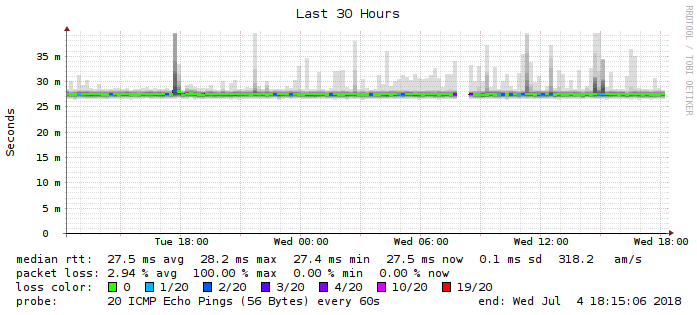 Last 30 Hours
RRDTOOL / TOBI OETIKER
Seconds
35 m
30 m
25 m
20 m
15 m
10 m
5 m
0
Tue 18:00 Wed 00:00 Wed 06:00 Wed 12:00 Wed 18:00
median rtt: 27.5 ms avg 28.2 ms max 27.4 ms min 27.5 ms now 0.1 ms sd 318.2 am/s
packet loss: 2.94 % avg 100.00 % max 0.00 % min 0.00 % now
loss color: 0 1/20 2/20 3/20 4/20 10/20 19/20
probe: 20 ICMP Echo Pings (56 Bytes) every 60s end: Wed Jul 4 18:15:06 2018